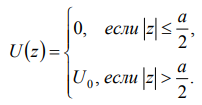 U(z) = { 0, если |z| ≤ a/2,
U₀, если |z| > a/2.